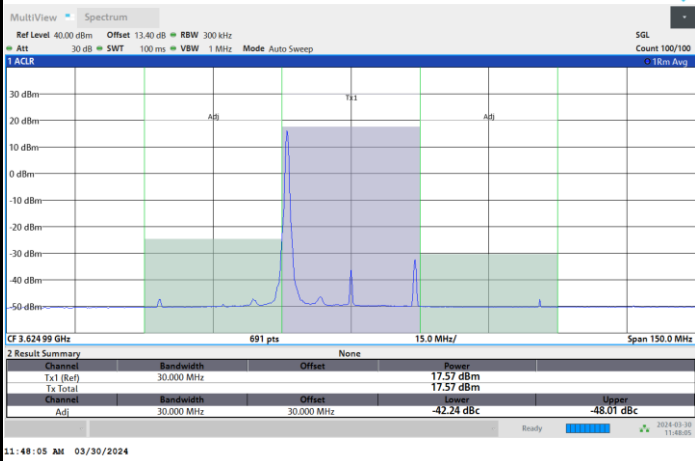 MultiView Spectrum
Ref Level 40.00 dBm Offset 13.40 dB RBW 300 kHz SGL
Att 30 dB SWT 100 ms VBW 1 MHz Mode Auto Sweep Count 100/100
1 ACLR 1Rm Avg
30 dBm
Tx1
20 dBm Adj Adj
10 dBm
0 dBm
-10 dBm
-20 dBm
-30 dBm
-40 dBm
-50 dBm
CF 3.624 99 GHz 691 pts 15.0 MHz/ Span 150.0 MHz
2 Result Summary None
Channel Bandwidth Offset Power
Tx1 (Ref) 30.000 MHz 17.57 dBm
Tx Total 17.57 dBm
Channel Bandwidth Offset Lower Upper
Adj 30.000 MHz 30.000 MHz -42.24 dBc -48.01 dBc
Ready 2024-03-30
11:48:05
11:48:05 AM 03/30/2024